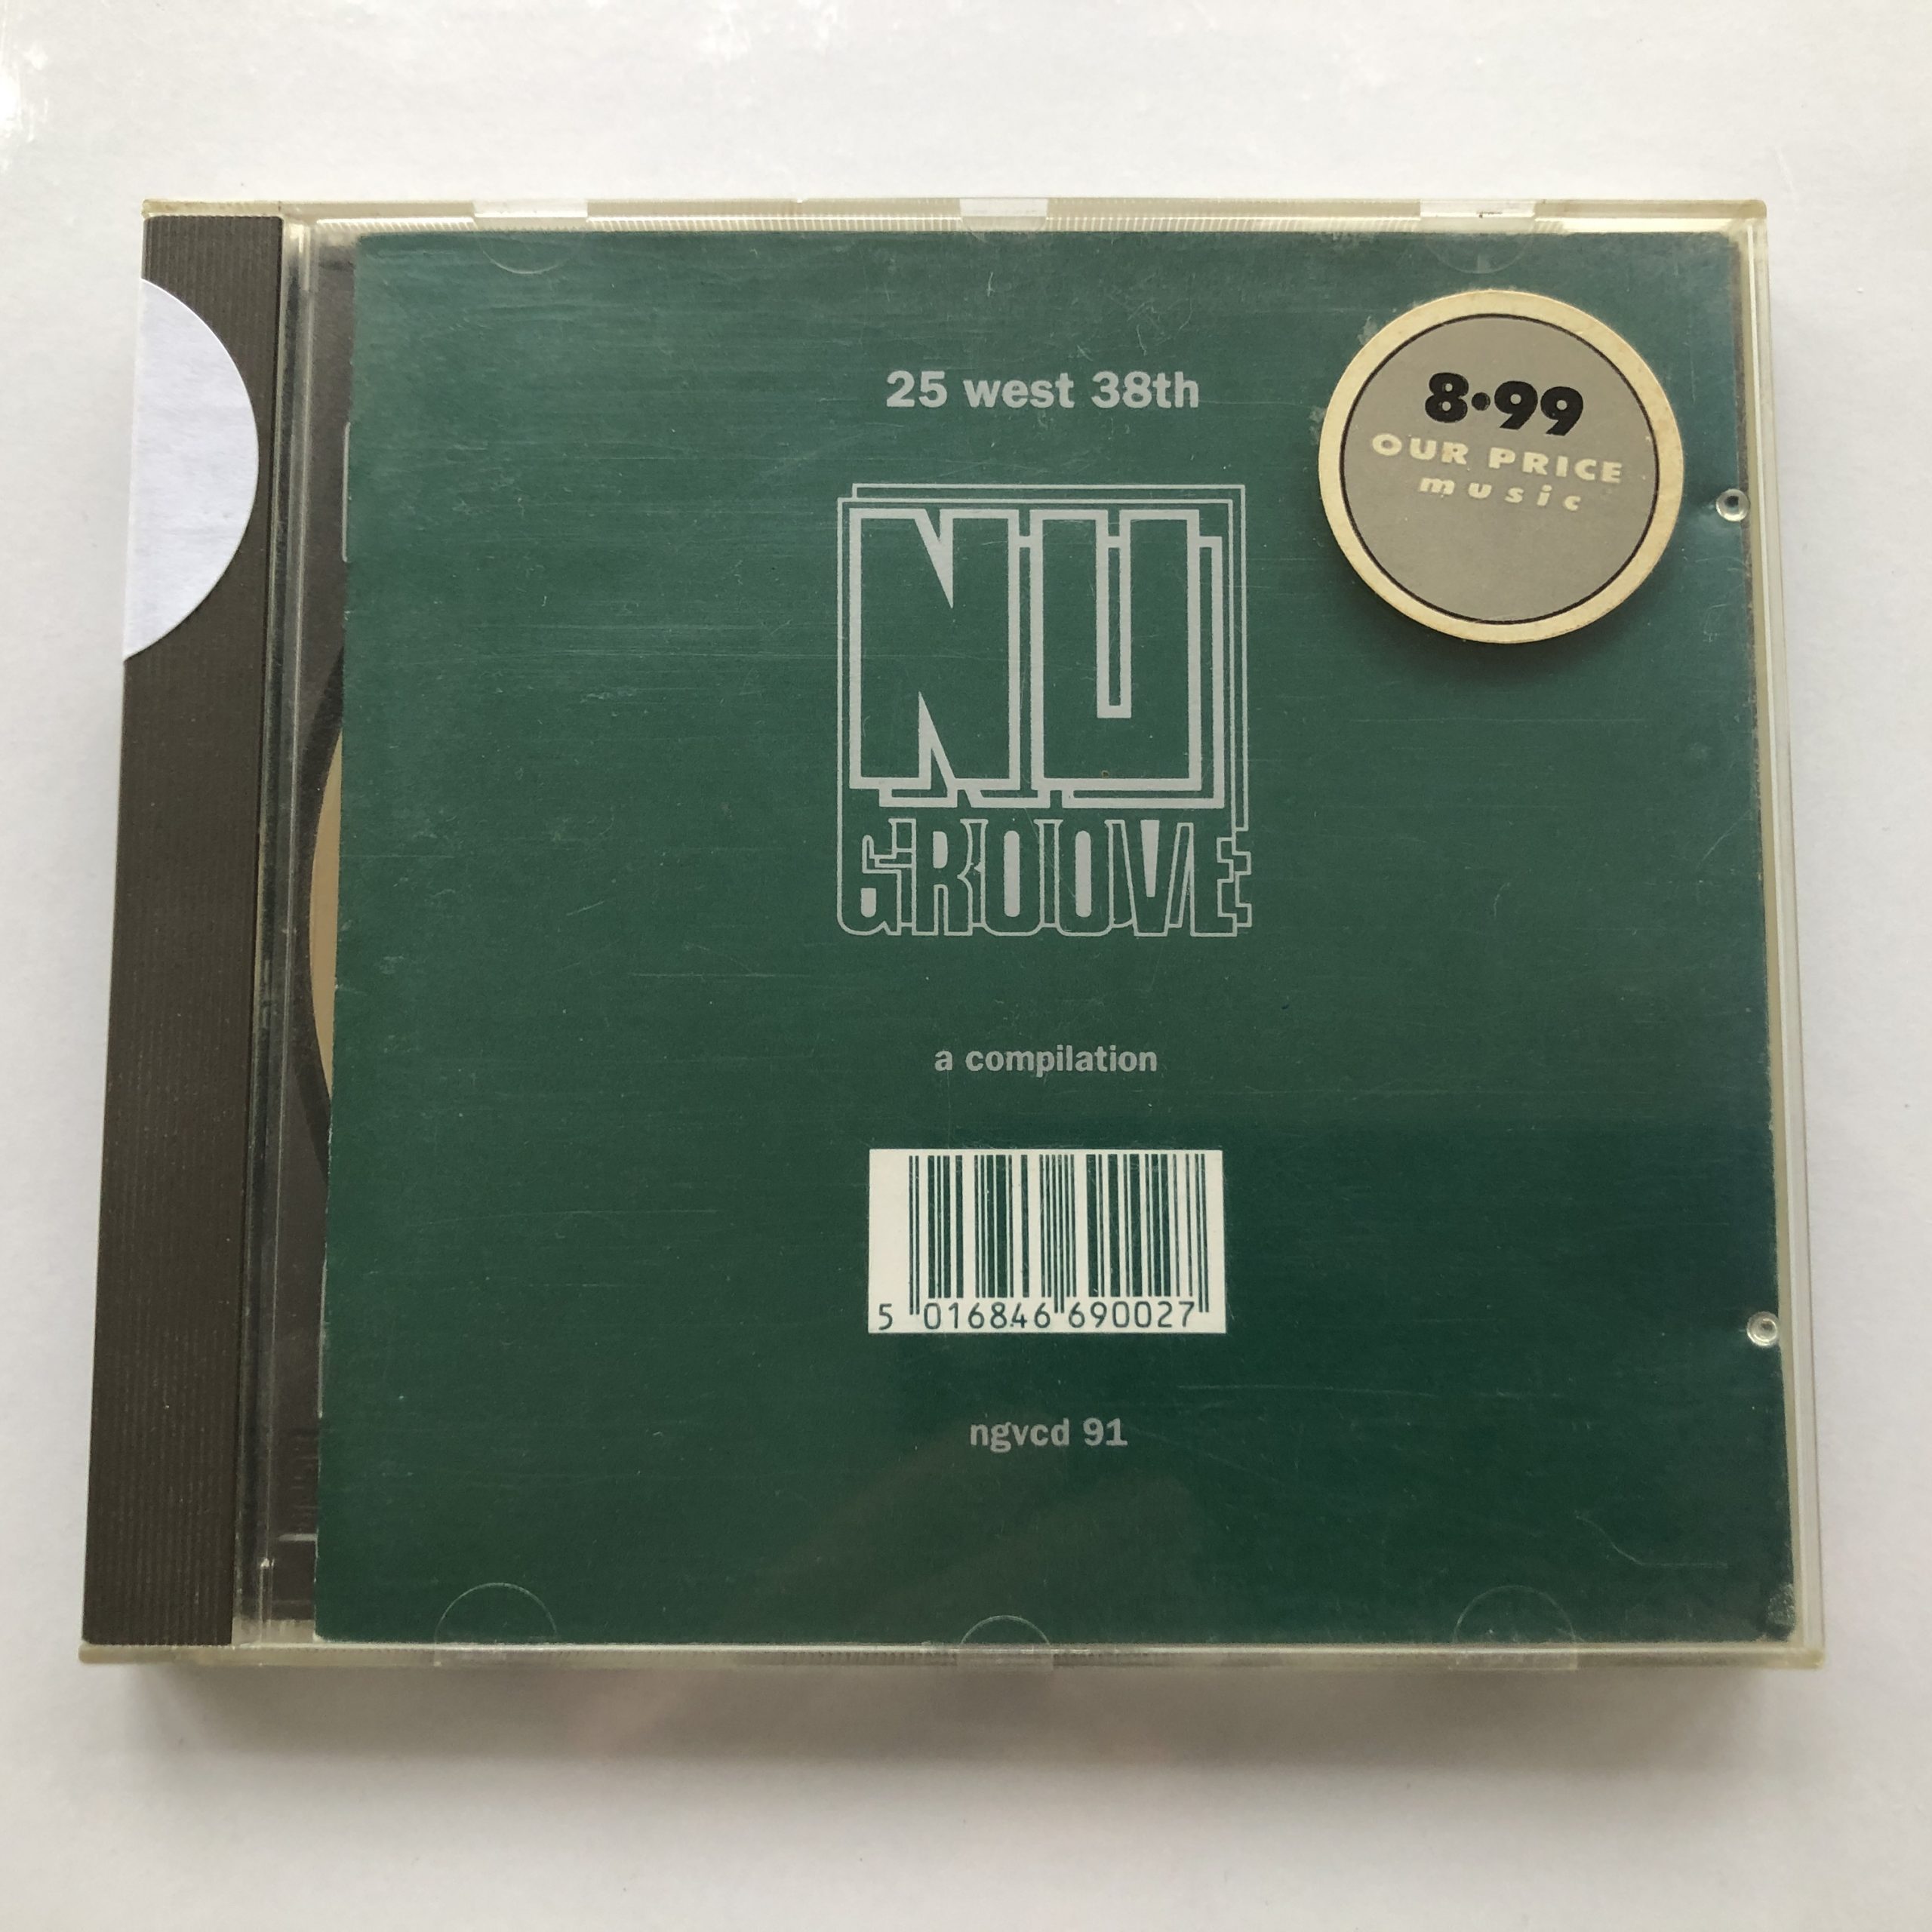 25 west 38th
8·99
OUR PRICE
music
NU
GROOVE
a compilation
5 016846 690027
ngvcd 91